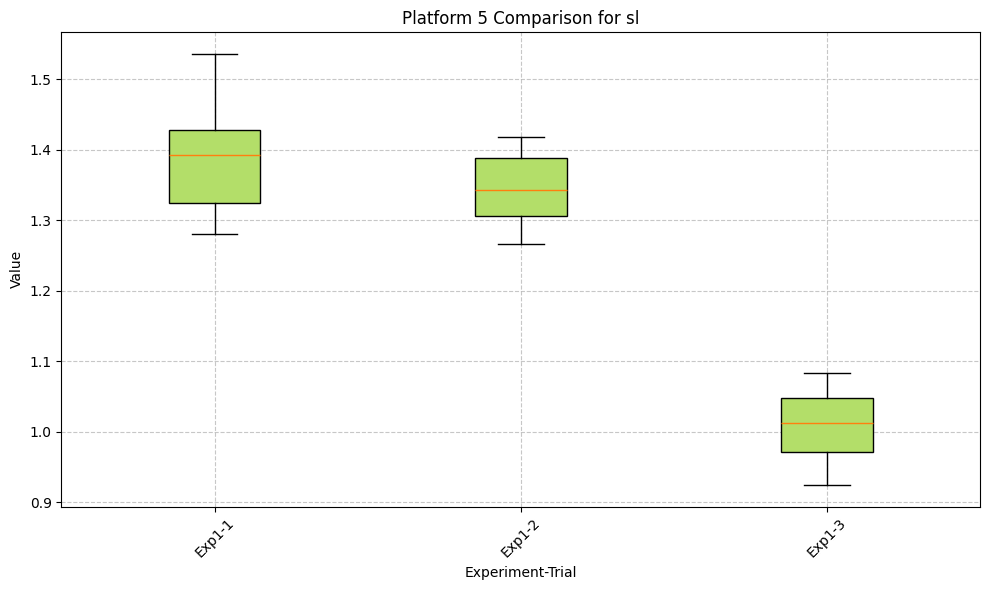 Platform 5 Comparison for sl
Value
1.5
1.4
1.3
1.2
1.1
1.0
0.9
Exp1-1
Exp1-2
Exp1-3
Experiment-Trial